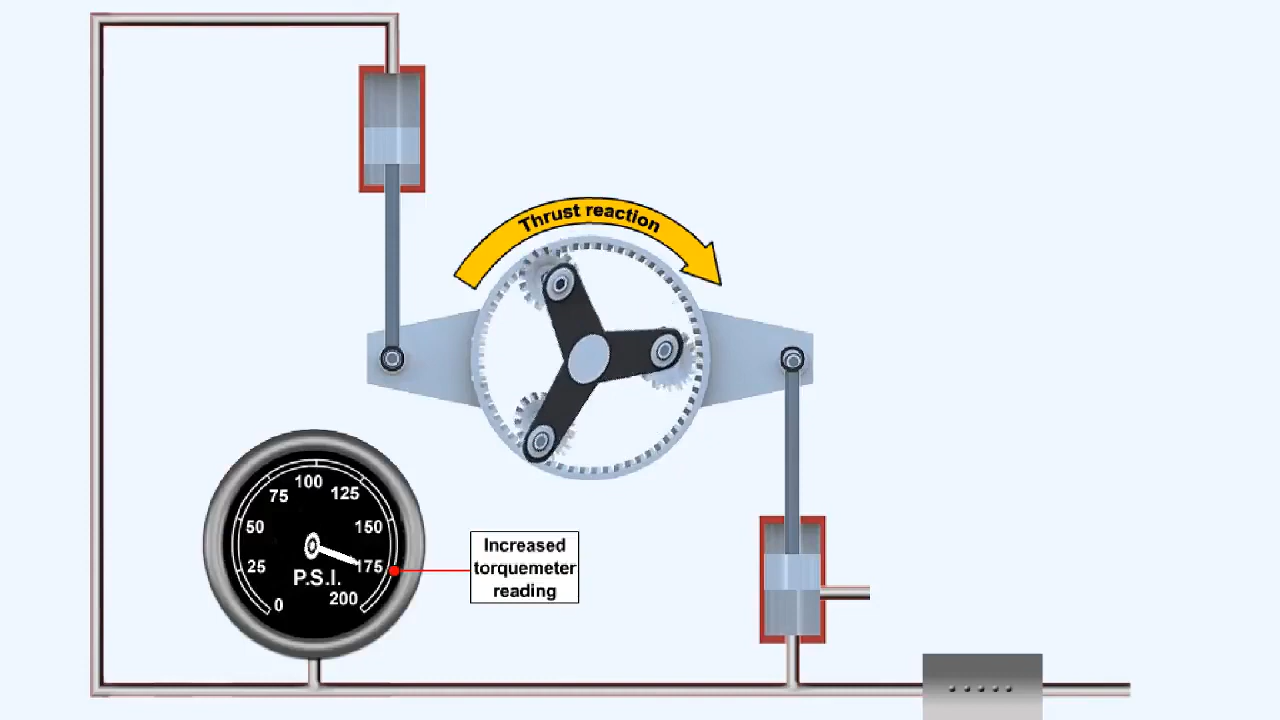 Thrust reaction
100
75
125
50
150
25
175
P.S.I.
0
200
Increased
torquemeter
reading